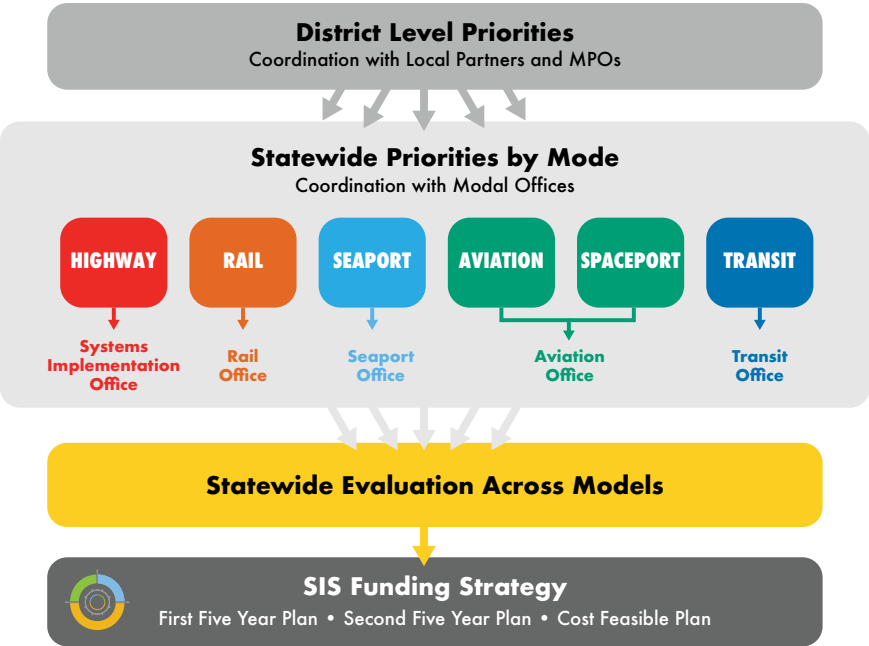 District Level Priorities
Coordination with Local Partners and MPOs
Statewide Priorities by Mode
Coordination with Modal Offices
HIGHWAY
RAIL
SEAPORT
AVIATION
SPACEPORT
TRANSIT
Systems
Implementation
Office
Rail
Office
Seaport
Office
Aviation
Office
Transit
Office
Statewide Evaluation Across Models
SIS Funding Strategy
First Five Year Plan • Second Five Year Plan • Cost Feasible Plan